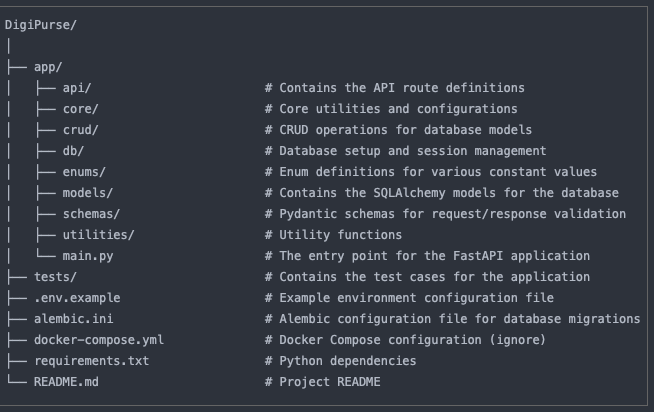 DigiPurse/
│
├── app/
│   ├── api/                    # Contains the API route definitions
│   ├── core/                   # Core utilities and configurations
│   ├── crud/                   # CRUD operations for database models
│   ├── db/                     # Database setup and session management
│   ├── enums/                  # Enum definitions for various constant values
│   ├── models/                 # Contains the SQLAlchemy models for the database
│   ├── schemas/                # Pydantic schemas for request/response validation
│   ├── utilities/              # Utility functions
│   └── main.py                 # The entry point for the FastAPI application
├── tests/                      # Contains the test cases for the application
├── .env.example                # Example environment configuration file
├── alembic.ini                 # Alembic configuration file for database migrations
├── docker-compose.yml          # Docker Compose configuration (ignore)
├── requirements.txt            # Python dependencies
└── README.md                   # Project README